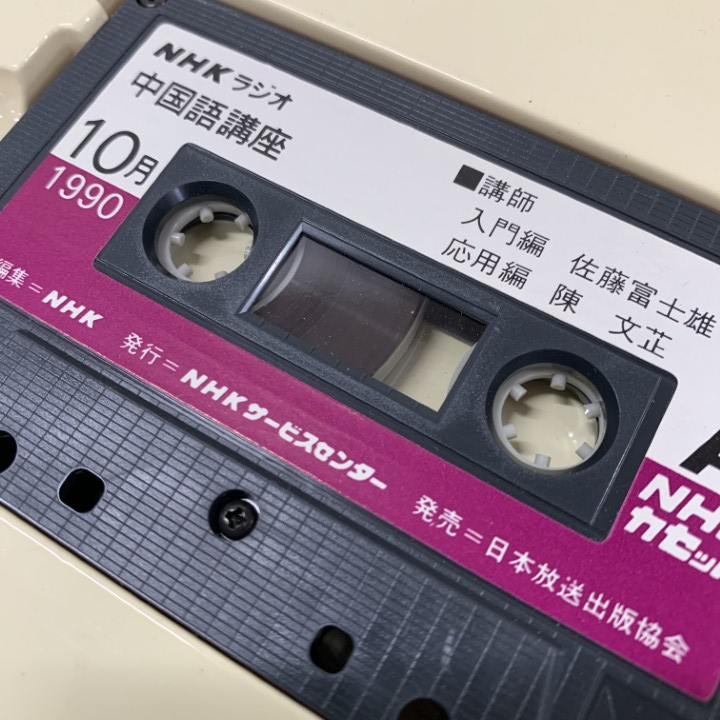 NHK ラジオ
中国語講座
10月
1990
■講師
入門編 佐藤富士雄
応用編 陳 文芷
編集＝NHK
発行＝NHKサービスセンター
発売＝日本放送出版協会
A
NHK
カセット